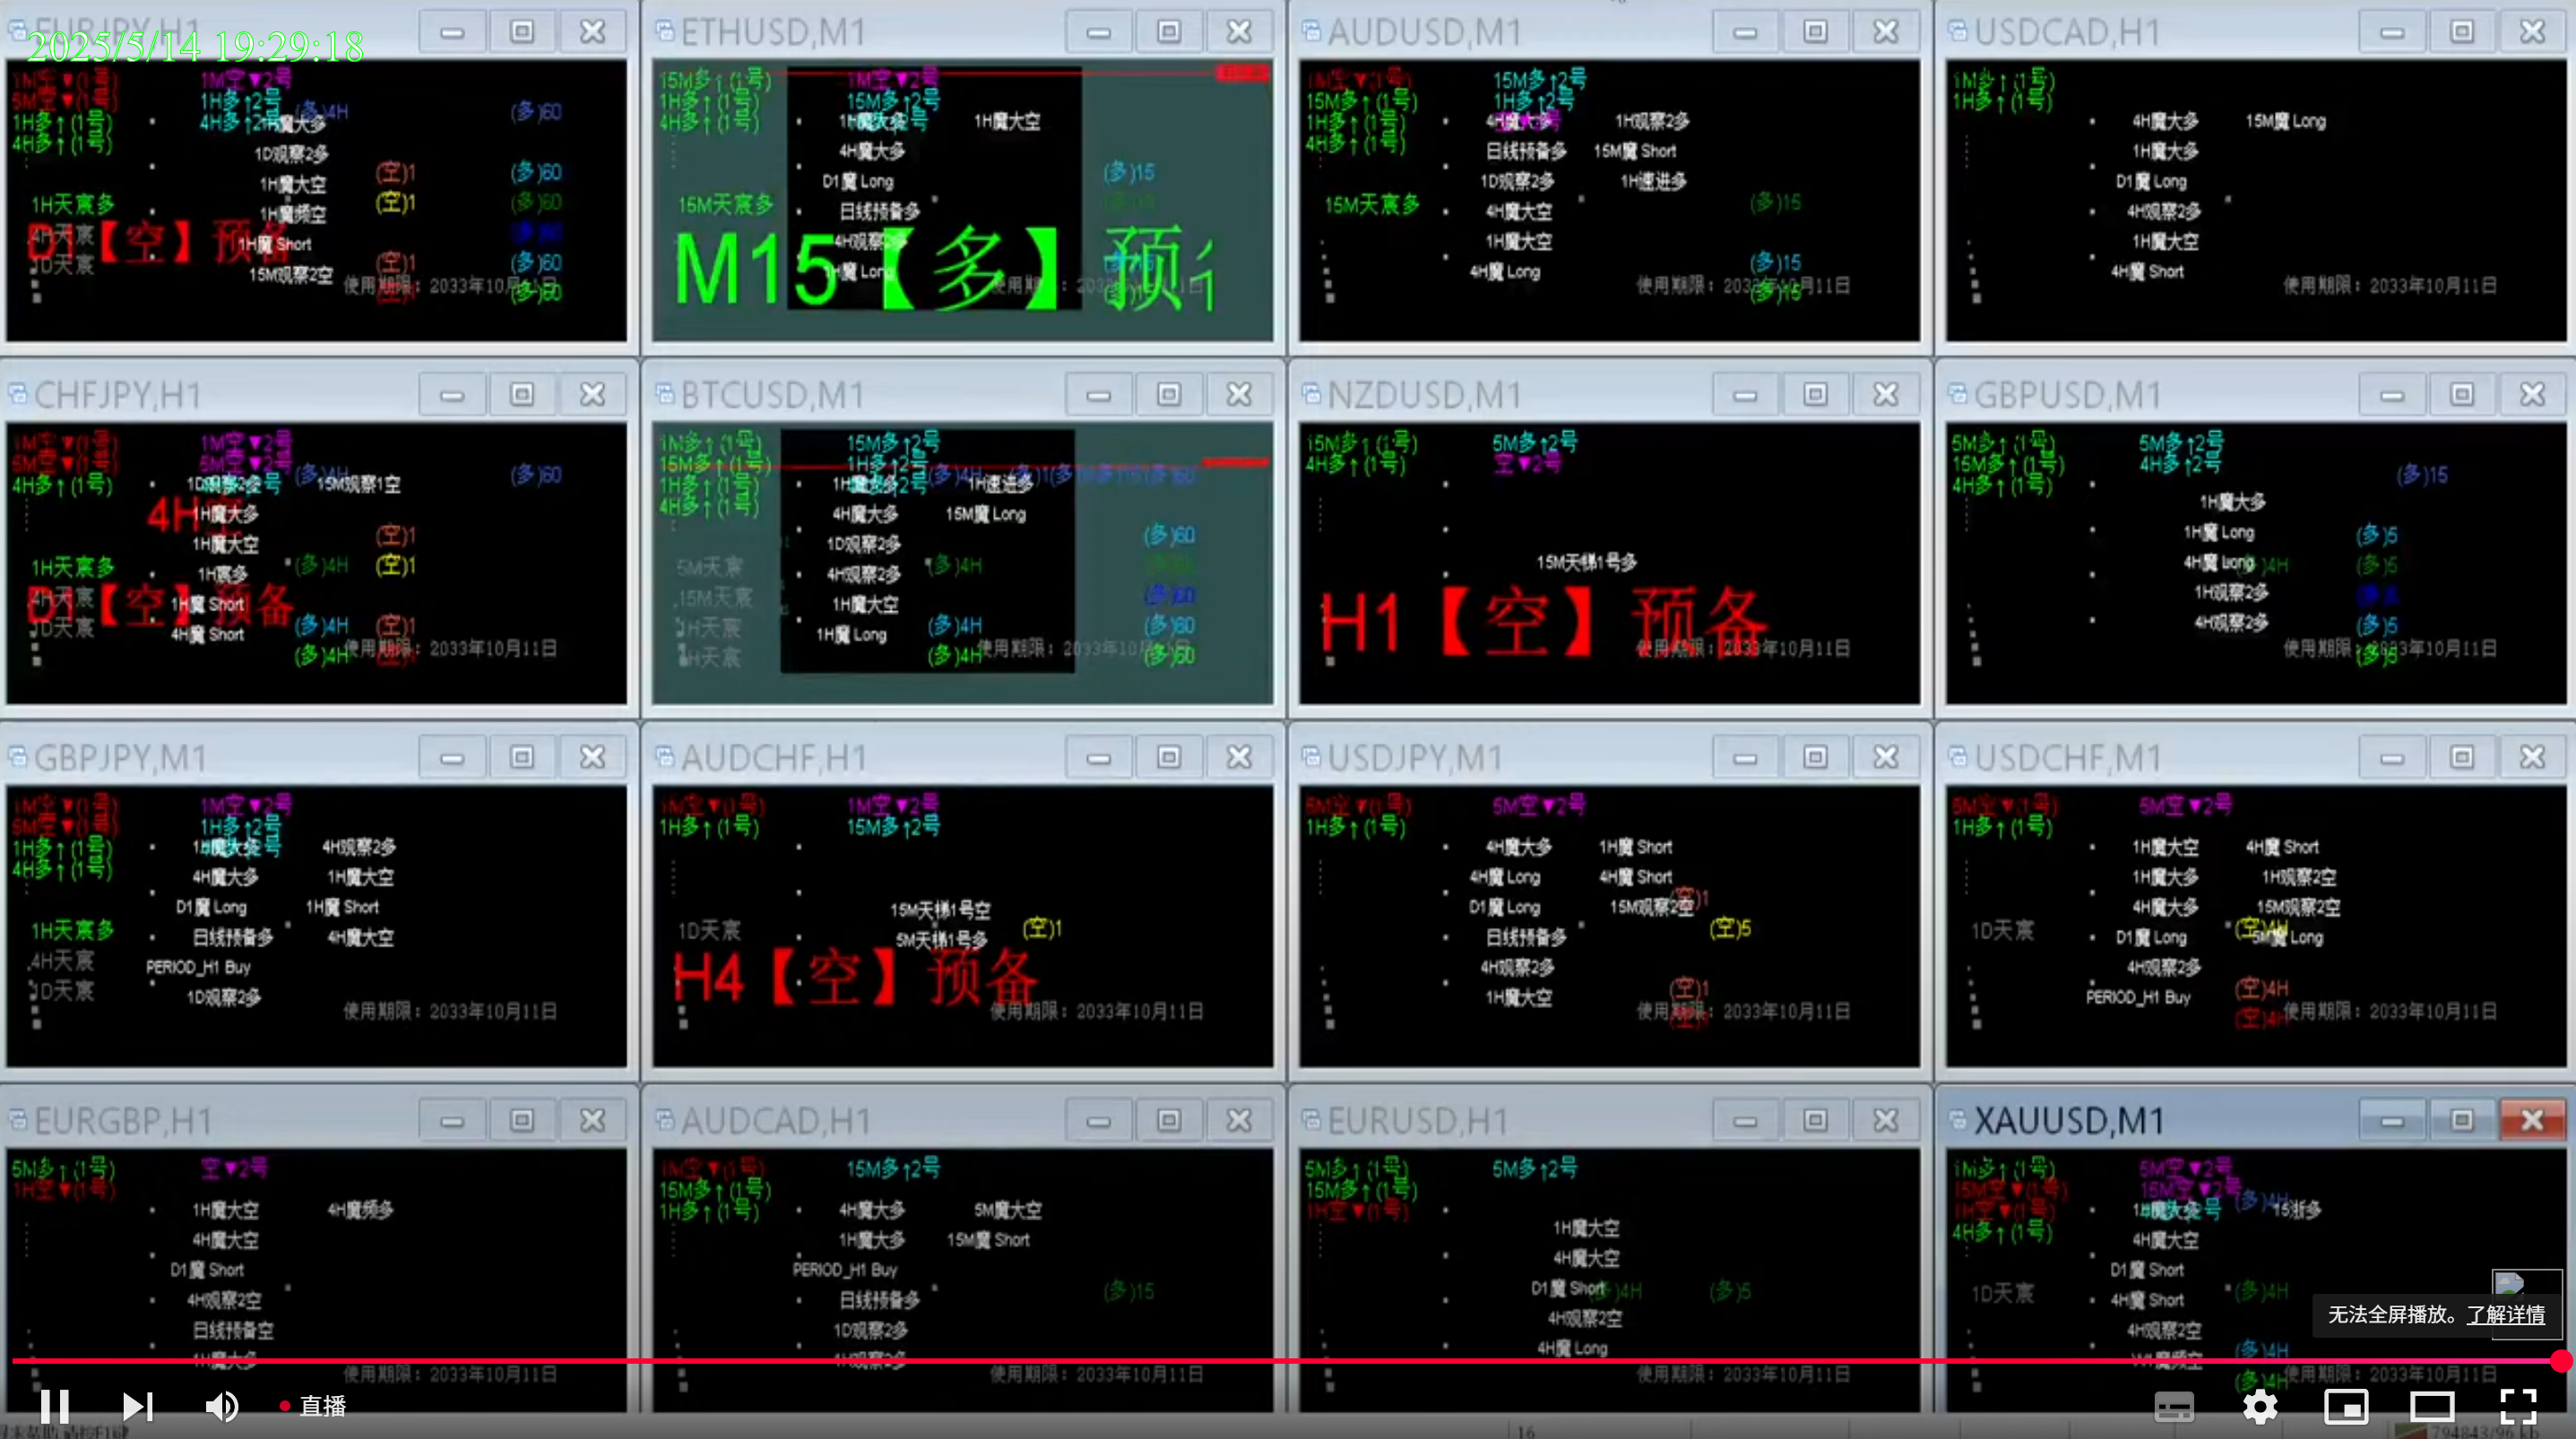 EURJPY,H1
2025/5/14 19:29:18
1M空▼(1号)
5M空▼(1号)
1H多↑(1号)
4H多↑(1号)
1M空▼2号
1H多↑2号
4H多↑2号
(多)4H
(多)60
1H魔大多
1D观察2多
1H魔大空
1H魔频空
1H魔 Short
15M观察2空
(空)1
(多)60
(空)1
(多)60
1H天宸多
4H天宸
1D天宸
【空】预备
(空)1
(多)60
(多)60
使用期限：2033年10月11日
ETHUSD,M1
15M多↑(1号)
1H多↑(1号)
4H多↑(1号)
1M空▼2号
15M多↑2号
1H魔大多
1H魔大空
4H魔大多
D1魔 Long
日线预备多
4H观察2多
1H魔 Long
(多)15
15M天宸多
M15【多】预
AUDUSD,M1
1M空▼(1号)
15M多↑(1号)
1H多↑(1号)
4H多↑(1号)
15M多↑2号
1H多↑2号
4H魔大多
1H观察2多
日线预备多
15M魔 Short
1D观察2多
1H速进多
4H魔大空
1H魔大空
4H魔 Long
15M天宸多
(多)15
(多)15
(多)15
使用期限：2033年10月11日
USDCAD,H1
1M多↑(1号)
1H多↑(1号)
4H魔大多
15M魔 Long
1H魔大多
D1魔 Long
4H观察2多
1H魔大空
4H魔 Short
使用期限：2033年10月11日
CHFJPY,H1
1M空▼(1号)
5M空▼(1号)
4H多↑(1号)
1M空▼2号
5M空▼2号
(多)4H
(多)60
1D观察2多
15M观察1空
4H
1H魔大多
1H魔大空
1H宸多
1H魔 Short
4H魔 Short
(空)1
(多)4H
(空)1
1H天宸多
4H天宸
1D天宸
【空】预备
(多)4H
(空)1
(多)4H
使用期限：2033年10月11日
BTCUSD,M1
1M多↑(1号)
15M多↑(1号)
1H多↑(1号)
4H多↑(1号)
15M多↑2号
1H多↑2号
(多)4H
1H魔大多
1H速进多
4H魔大多
15M魔 Long
1D观察2多
4H观察2多
1H魔大空
1H魔 Long
(多)60
(多)4H
(多)60
5M天宸
15M天宸
1H天宸
4H天宸
(多)4H
(多)60
(多)4H
(多)60
使用期限：2033年10月11日
NZDUSD,M1
15M多↑(1号)
4H多↑(1号)
5M多↑2号
空▼2号
15M天梯1号多
H1【空】预备
使用期限：2033年10月11日
GBPUSD,M1
5M多↑(1号)
15M多↑(1号)
4H多↑(1号)
5M多↑2号
4H多↑2号
(多)15
1H魔大多
1H魔 Long
4H魔 Long
1H观察2多
4H观察2多
(多)5
(多)5
(多)5
(多)5
使用期限：2033年10月11日
GBPJPY,M1
1M空▼(1号)
5M空▼(1号)
1H多↑(1号)
4H多↑(1号)
1M空▼2号
1H多↑2号
1H魔大多
4H观察2多
4H魔大多
1H魔大空
D1魔 Long
1H魔 Short
日线预备多
4H魔大空
PERIOD_H1 Buy
1D观察2多
1H天宸多
4H天宸
1D天宸
使用期限：2033年10月11日
AUDCHF,H1
1M空▼(1号)
1H多↑(1号)
1M空▼2号
15M多↑2号
15M天梯1号空
5M天梯1号多
(空)1
1D天宸
H4【空】预备
使用期限：2033年10月11日
USDJPY,M1
5M空▼(1号)
1H多↑(1号)
5M空▼2号
4H魔大多
1H魔 Short
4H魔 Long
4H魔 Short
D1魔 Long
15M观察2空
日线预备多
4H观察2多
1H魔大空
(空)1
(空)5
(空)1
使用期限：2033年10月11日
USDCHF,M1
5M空▼(1号)
1H多↑(1号)
5M空▼2号
1H魔大空
4H魔 Short
1H魔大多
1H观察2空
4H魔大多
15M观察2空
D1魔 Long
5M魔 Long
4H观察2多
PERIOD_H1 Buy
1D天宸
(空)4H
(空)4H
(空)4H
使用期限：2033年10月11日
EURGBP,H1
5M多↑(1号)
1H空▼(1号)
空▼2号
1H魔大空
4H魔频多
4H魔大空
D1魔 Short
4H观察2空
日线预备空
4H魔大多
使用期限：2033年10月11日
AUDCAD,H1
1M空▼(1号)
15M多↑(1号)
1H多↑(1号)
15M多↑2号
4H魔大多
5M魔大空
1H魔大多
15M魔 Short
PERIOD_H1 Buy
日线预备多
1D观察2多
4H观察2多
(多)15
使用期限：2033年10月11日
EURUSD,H1
5M多↑(1号)
15M多↑(1号)
1H空▼(1号)
5M多↑2号
1H魔大空
4H魔大空
D1魔 Short
4H观察2空
4H魔 Long
(多)4H
(多)5
使用期限：2033年10月11日
XAUUSD,M1
1M多↑(1号)
15M空▼(1号)
1H空▼(1号)
4H多↑(1号)
5M空▼2号
15M空▼2号
(多)4H
1H魔大多
15渐多
4H魔大空
D1魔 Short
4H魔 Short
4H观察2空
1D天宸
(多)4H
(多)4H
(多)4H
使用期限：2033年10月11日
无法全屏播放。了解详情
直播
16
794843/96 kb